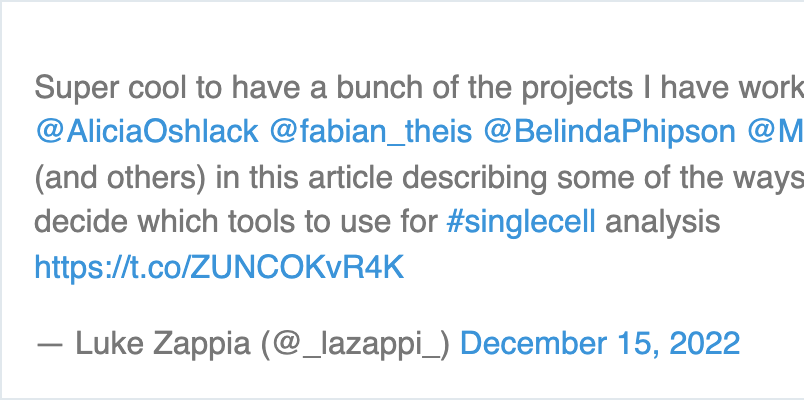 Super cool to have a bunch of the projects I have work
@AliciaOshlack @fabian_theis @BelindaPhipson @M
(and others) in this article describing some of the ways
decide which tools to use for #singlecell analysis
https://t.co/ZUNCOKvR4K
— Luke Zappia (@_lazappi_) December 15, 2022